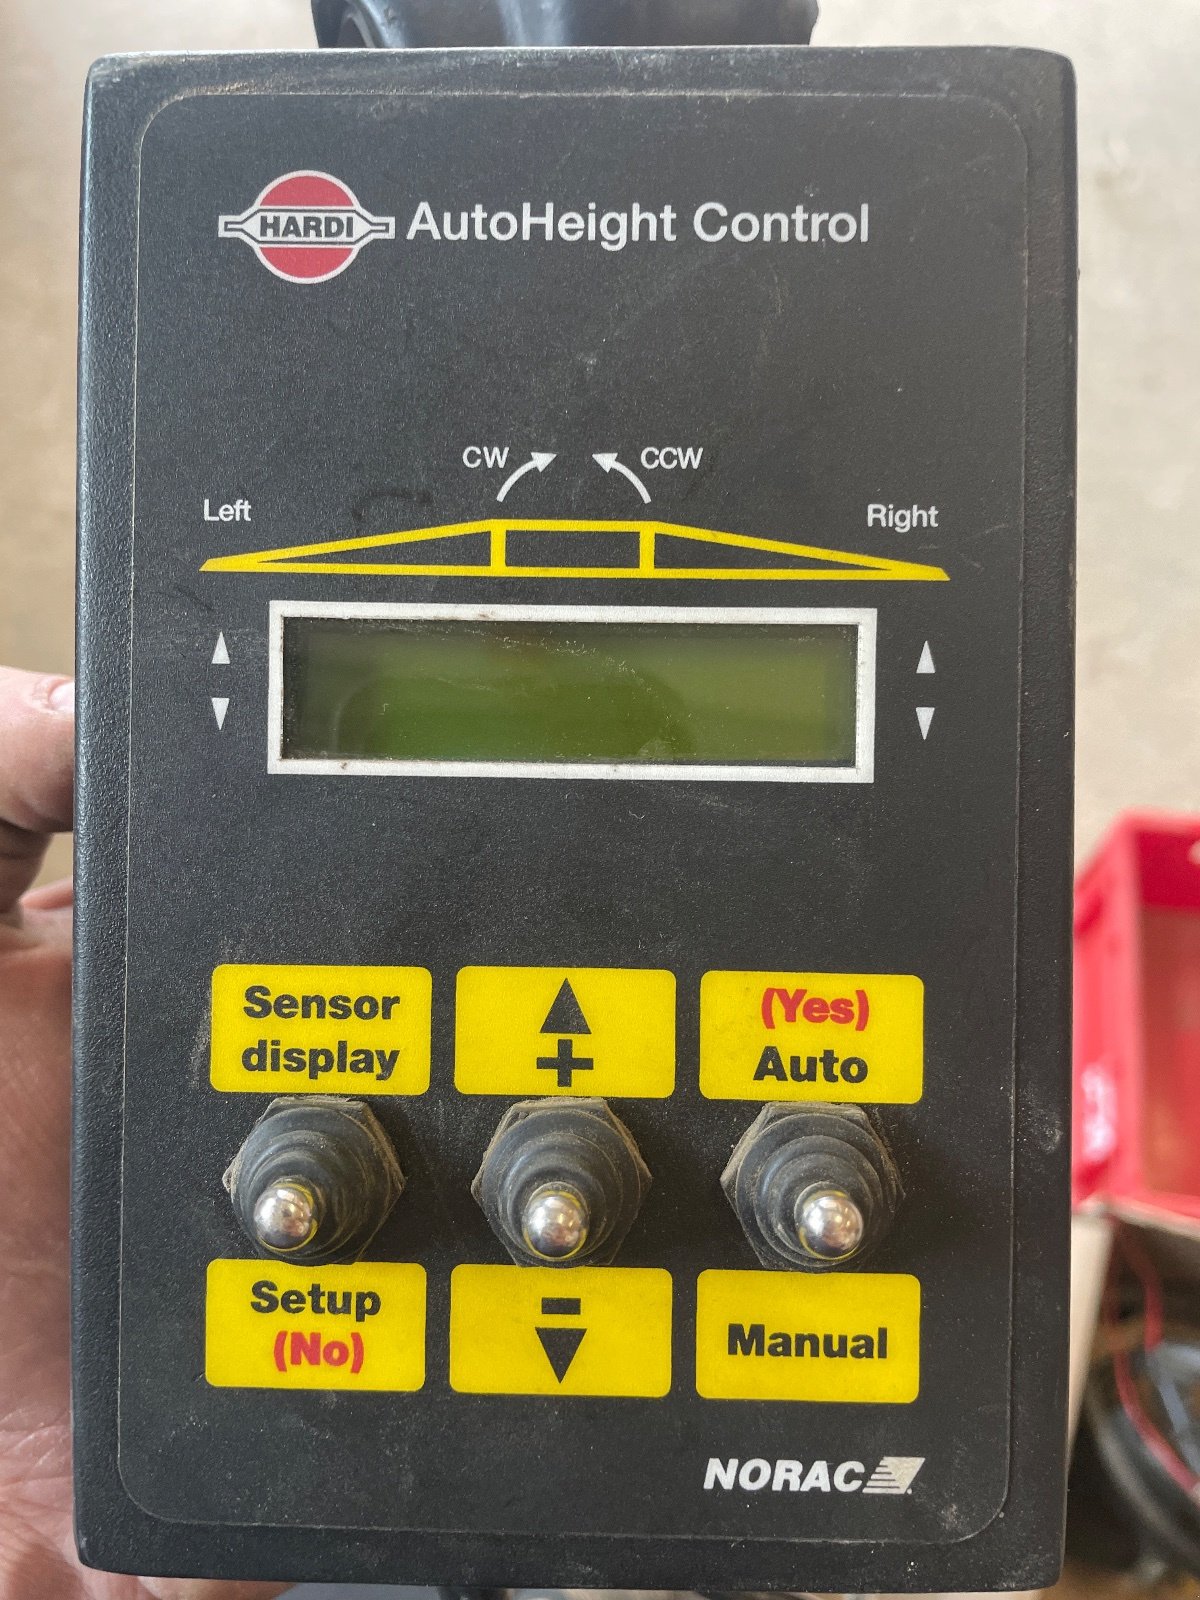 HARDI AutoHeight Control
CW CCW
Left Right
Sensor
display
+
(Yes)
Auto
Setup
(No)
-
Manual
NORAC